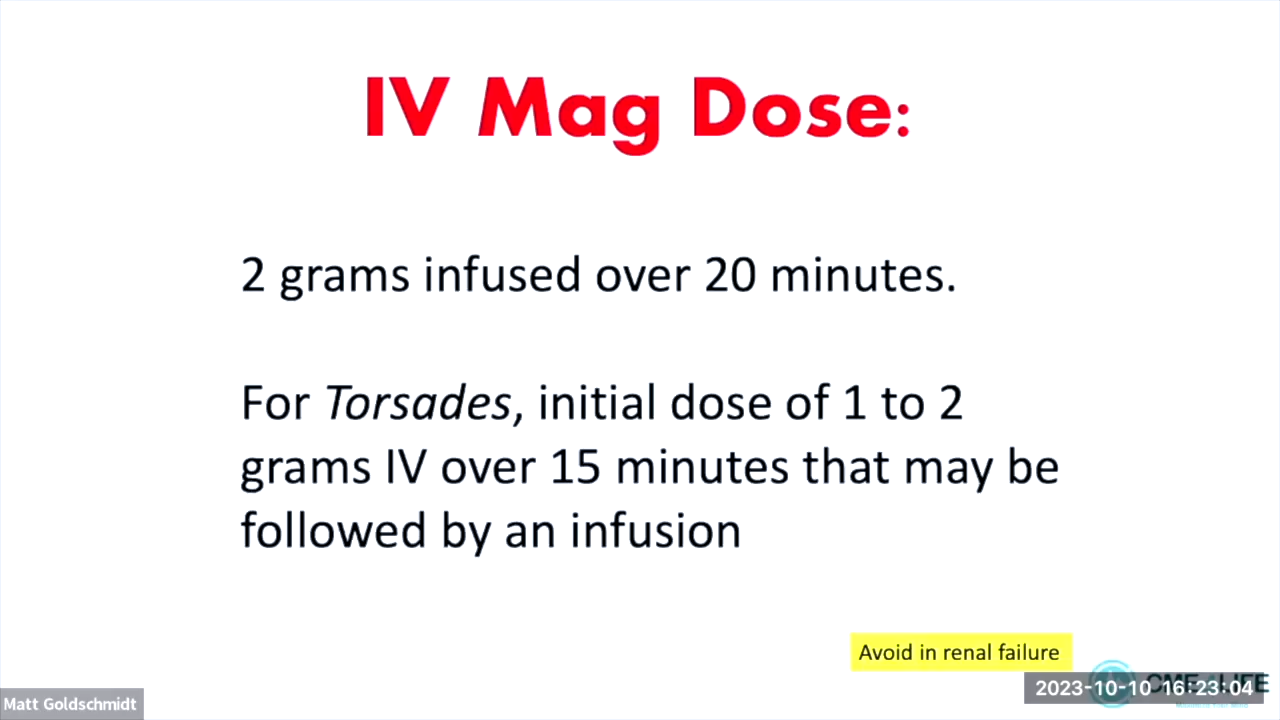 IV Mag Dose:
2 grams infused over 20 minutes.
For Torsades, initial dose of 1 to 2
grams IV over 15 minutes that may be
followed by an infusion
Avoid in renal failure
Matt Goldschmidt
2023-10-10 16:23:04